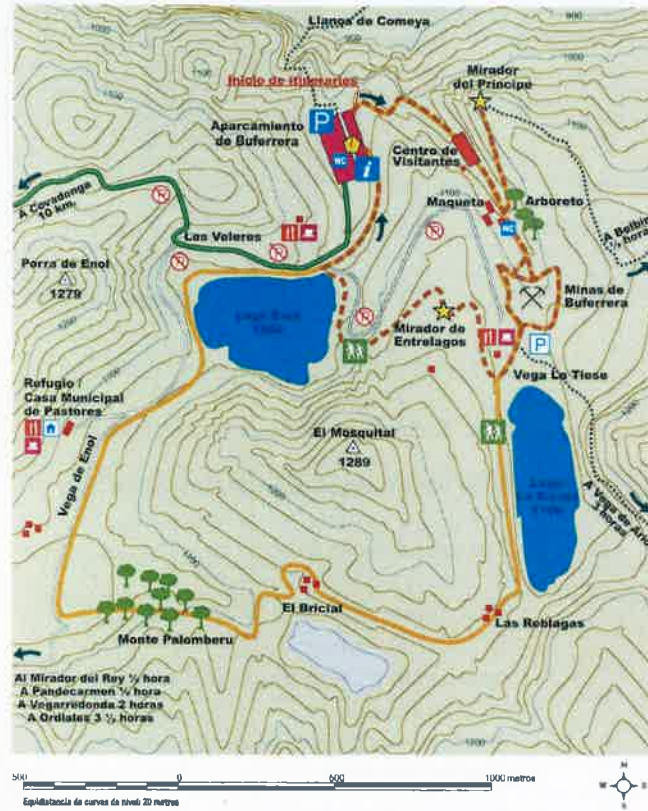 Llanos de Comeya
Mirador
del Príncipe
Inicio de itinerarios
Aparcamiento
de Buferrera
P
WC
i
Centro de
Visitantes
A Covadonga
10 km.
Maqueta
WC
Arboreto
Los Veleros
Porra de Enol
1279
Minas de
Buferrera
Mirador de
Entrelagos
P
Vega La Tiese
Refugio /
Casa Municipal
de Pastores
El Mosquital
1289
Vega de Enol
El Bricial
Las Reblagas
Monte Palomberu
Al Mirador del Rey ½ hora
A Pandecarmen ½ hora
A Vegarredonda 2 horas
A Ordiales 3 ½ horas
500 0 500 1000 metros
Equidistancia de curvas de nivel 20 metros